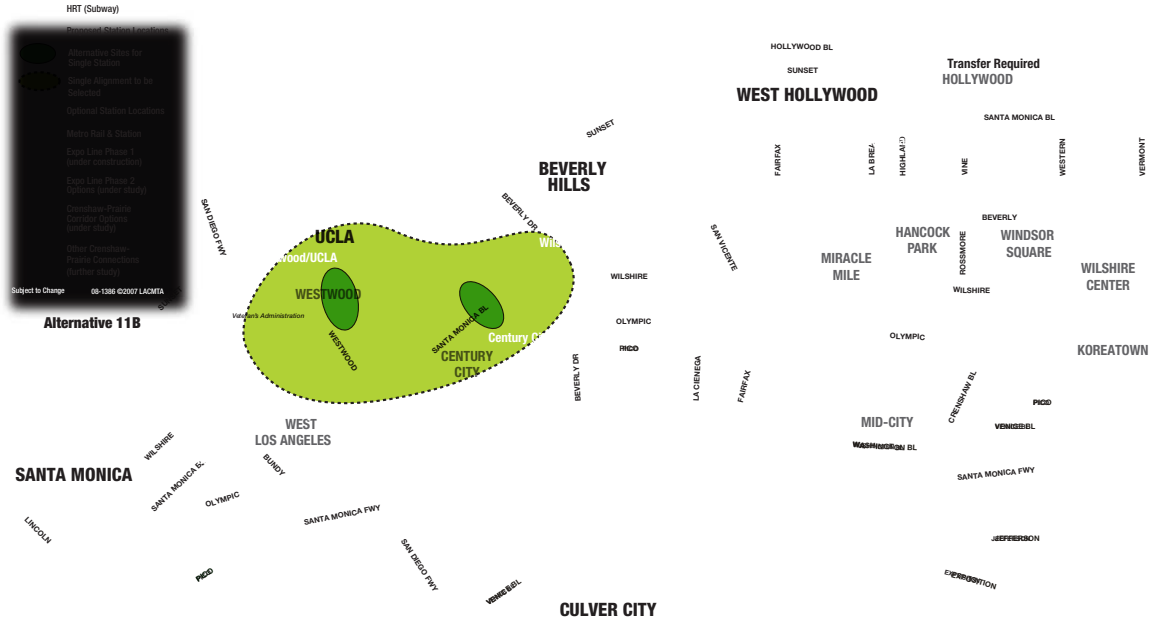 HRT (Subway)
Proposed Station Locations
Alternative Sites for
Single Station
Single Alignment to be
Selected
Optional Station Locations
Metro Rail & Station
Expo Line Phase 1
(under construction)
Expo Line Phase 2
Options (under study)
Crenshaw-Prairie
Corridor Options
(under study)
Other Crenshaw-
Prairie Connections
(further study)
Subject to Change
08-1386 ©2007 LACMTA
Alternative 11B
HOLLYWOOD BL
SUNSET
WEST HOLLYWOOD
Transfer Required
HOLLYWOOD
SANTA MONICA BL
SUNSET
BEVERLY
HILLS
FAIRFAX
LA BREA
HIGHLAND
VINE
WESTERN
VERMONT
SAN DIEGO FWY
BEVERLY DR
UCLA
wood/UCLA
WESTWOOD
Veteran's Administration
WESTWOOD
SANTA MONICA BL
CENTURY
CITY
WILSHIRE
OLYMPIC
PICO
SAN VICENTE
MIRACLE
MILE
HANCOCK
PARK
BEVERLY
ROSSMORE
WINDSOR
SQUARE
WILSHIRE
WILSHIRE
CENTER
OLYMPIC
KOREATOWN
BEVERLY DR
LA CIENEGA
FAIRFAX
CRENSHAW BL
PICO
MID-CITY
VENICE BL
WASHINGTON BL
SANTA MONICA FWY
WEST
LOS ANGELES
WILSHIRE
BUNDY
SANTA MONICA
SANTA MONICA BL
OLYMPIC
LINCOLN
SANTA MONICA FWY
SAN DIEGO FWY
JEFFERSON
PICO
VENICE BL
EXPOSITION
CULVER CITY